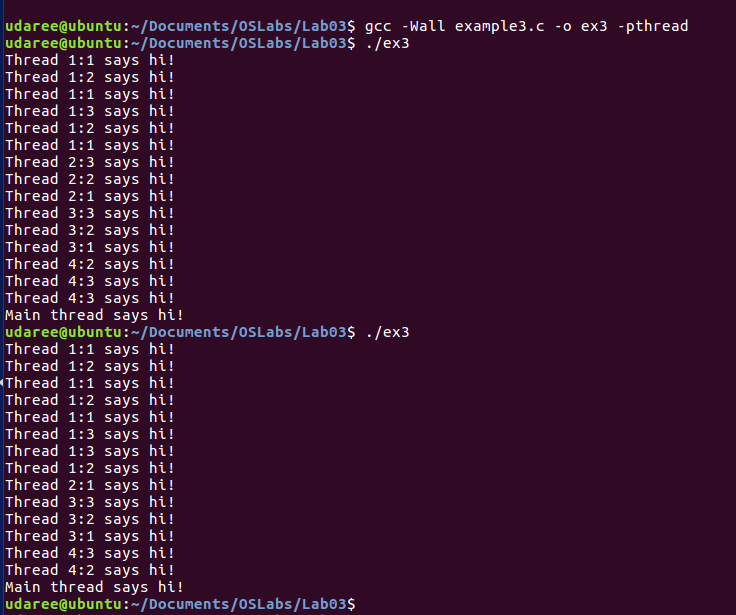 udaree@ubuntu:~/Documents/OSLabs/Lab03$ gcc -Wall example3.c -o ex3 -pthread
udaree@ubuntu:~/Documents/OSLabs/Lab03$ ./ex3
Thread 1:1 says hi!
Thread 1:2 says hi!
Thread 1:1 says hi!
Thread 1:3 says hi!
Thread 1:2 says hi!
Thread 1:1 says hi!
Thread 2:3 says hi!
Thread 2:2 says hi!
Thread 2:1 says hi!
Thread 3:3 says hi!
Thread 3:2 says hi!
Thread 3:1 says hi!
Thread 4:2 says hi!
Thread 4:3 says hi!
Thread 4:3 says hi!
Main thread says hi!
udaree@ubuntu:~/Documents/OSLabs/Lab03$ ./ex3
Thread 1:1 says hi!
Thread 1:2 says hi!
Thread 1:1 says hi!
Thread 1:2 says hi!
Thread 1:1 says hi!
Thread 1:3 says hi!
Thread 1:3 says hi!
Thread 1:2 says hi!
Thread 2:1 says hi!
Thread 3:3 says hi!
Thread 3:2 says hi!
Thread 3:1 says hi!
Thread 4:3 says hi!
Thread 4:2 says hi!
Main thread says hi!
udaree@ubuntu:~/Documents/OSLabs/Lab03$